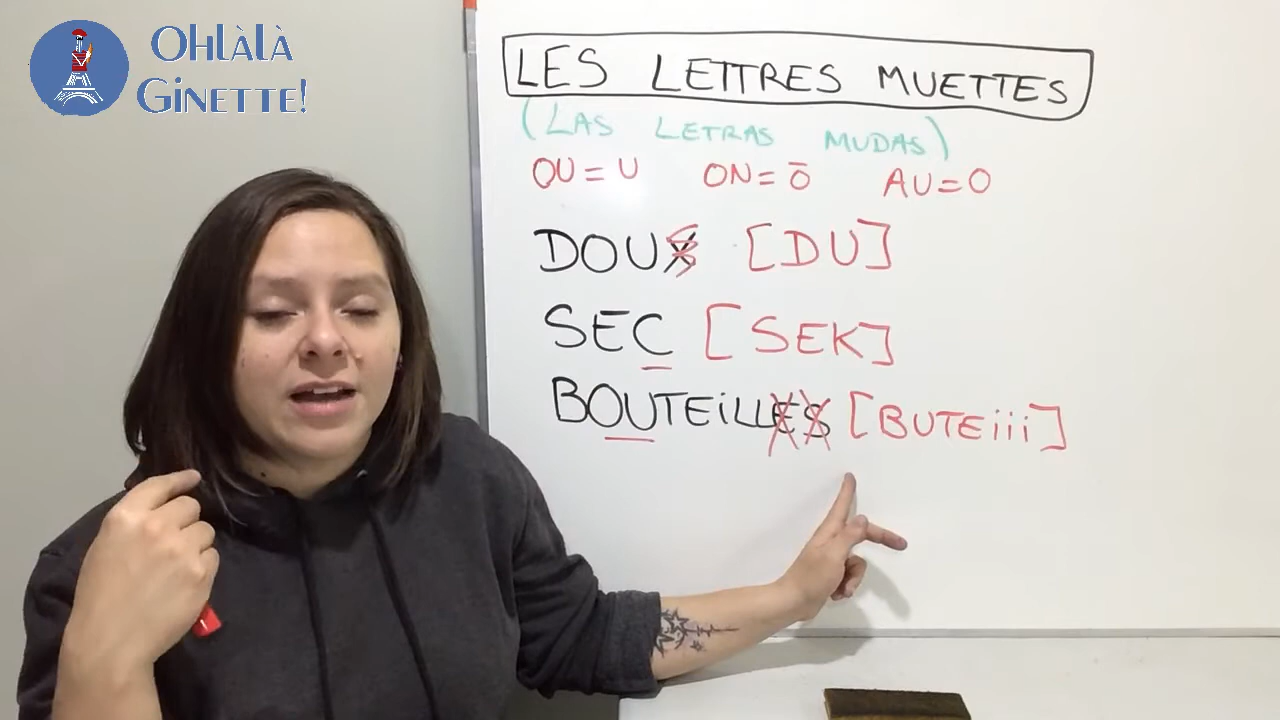 OHLÀLÀ
GINETTE!
LES LETTRES MUETTES
(LAS LETRAS MUDAS)
OU = U ON = Ō AU = O
DOUX [DU]
SEC [SEK]
BOUTEiLLES [BUTEiii]